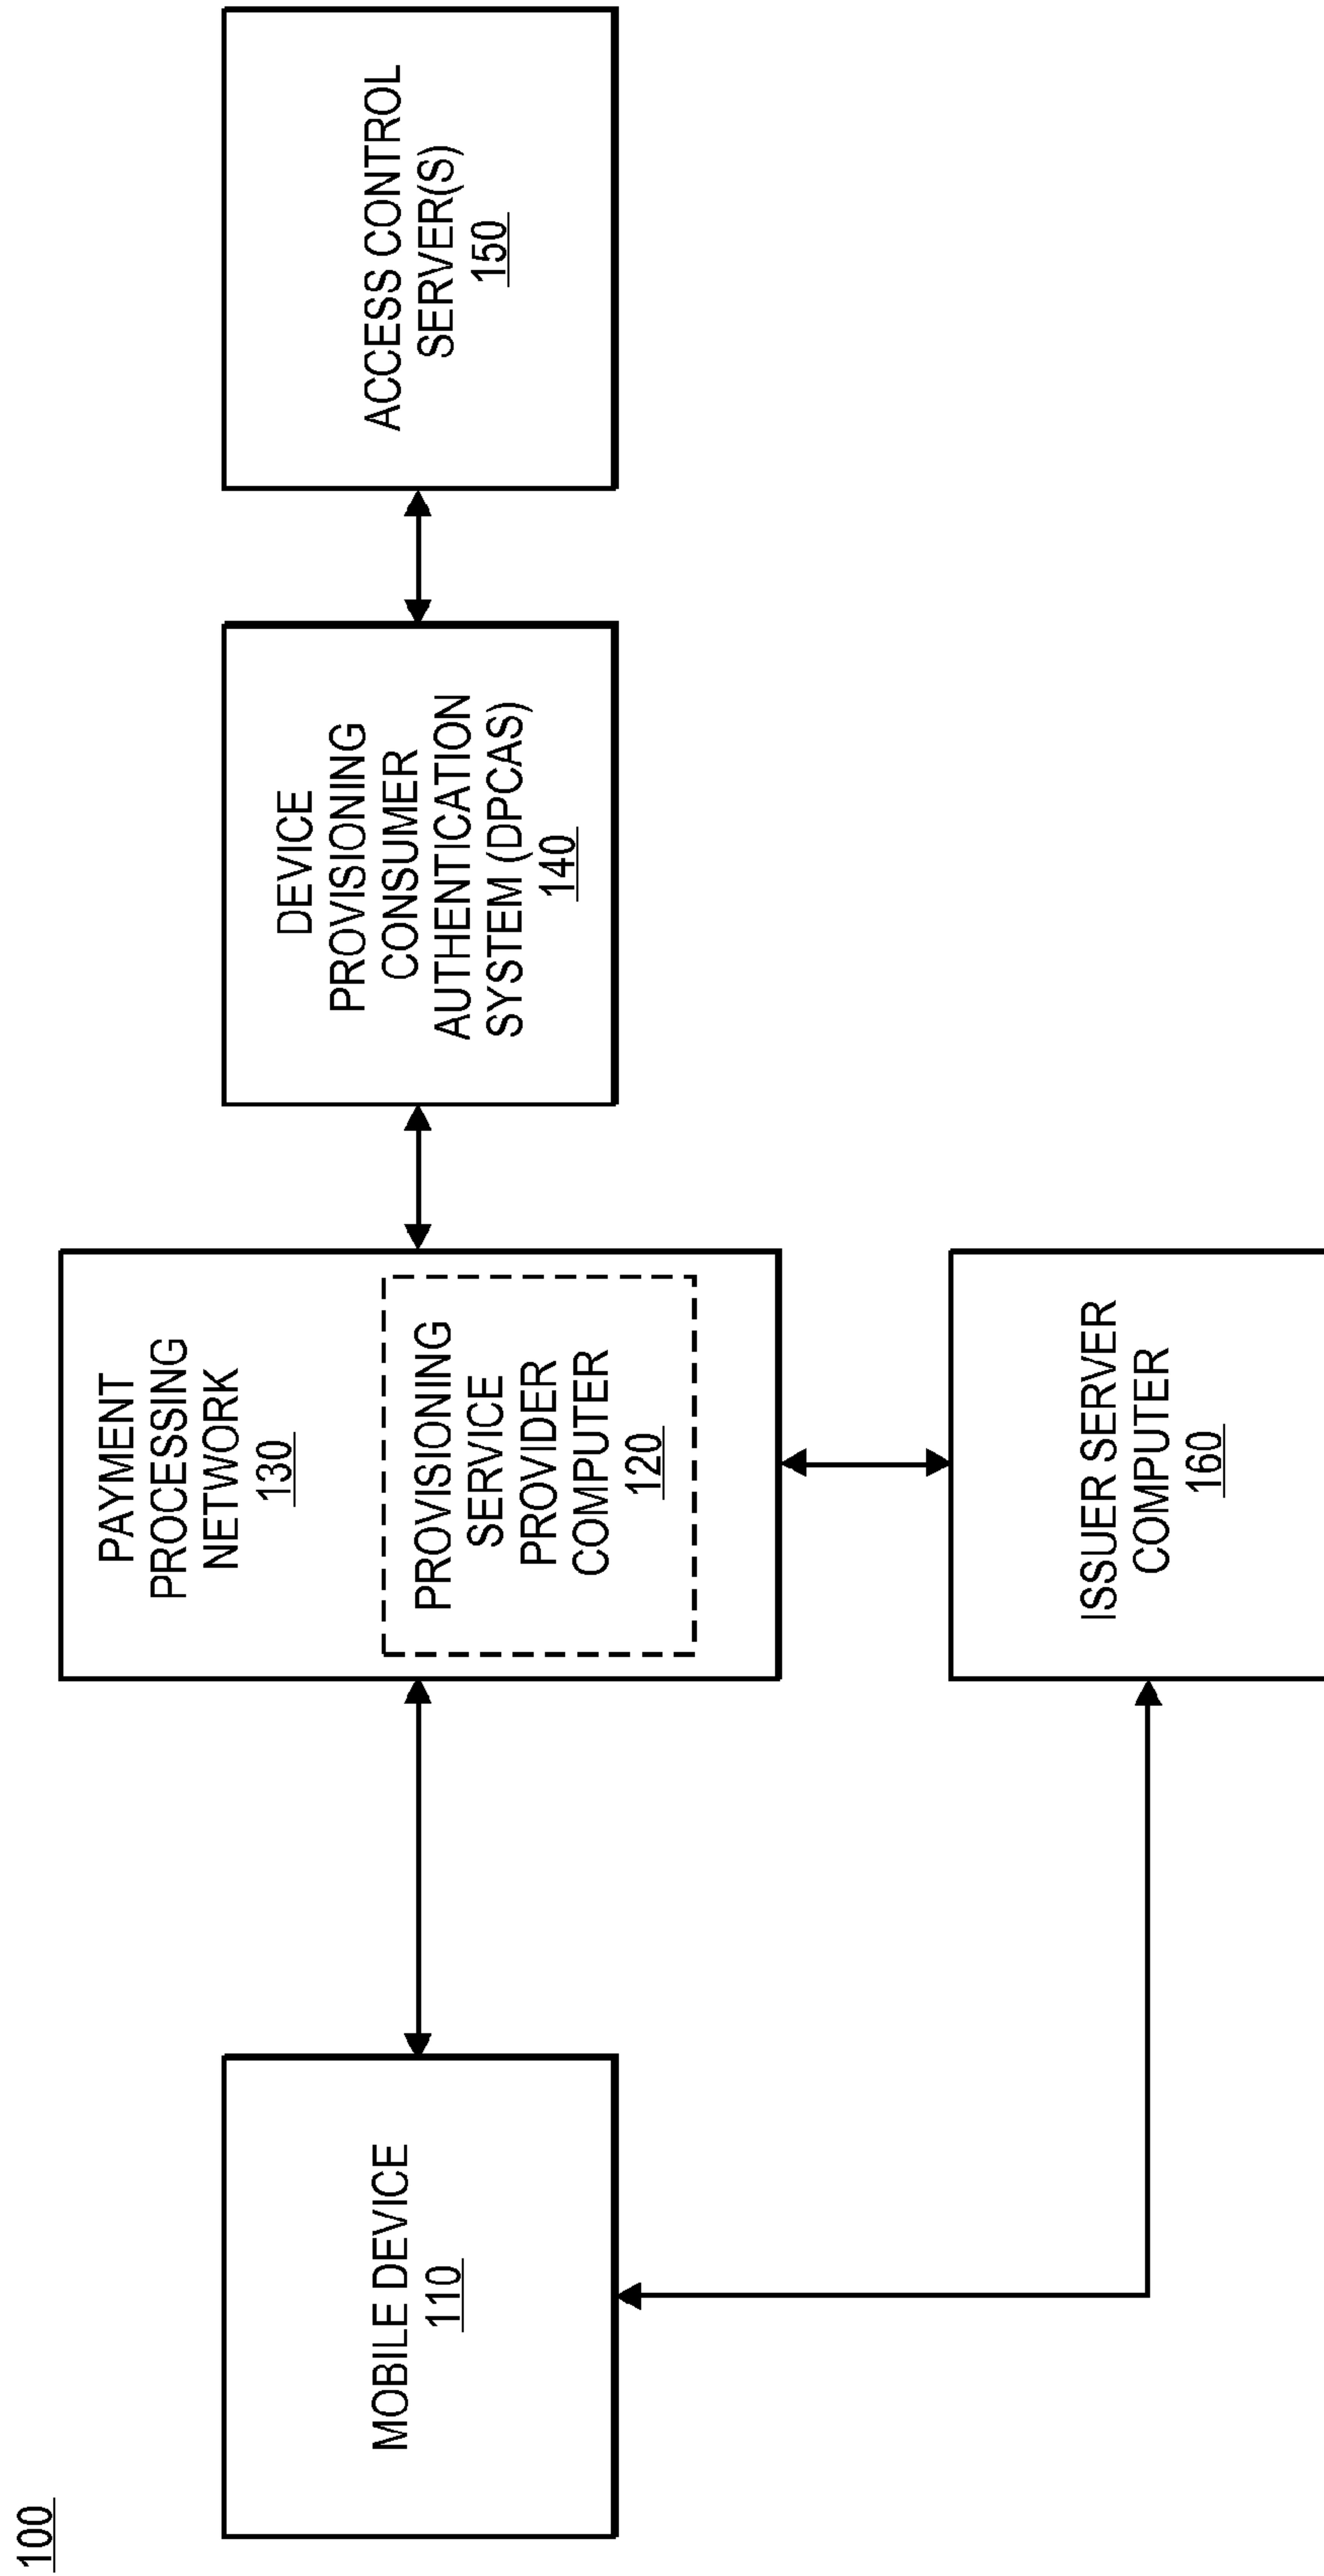 100
MOBILE DEVICE
110
PAYMENT
PROCESSING
NETWORK
130
PROVISIONING
SERVICE
PROVIDER
COMPUTER
120
DEVICE
PROVISIONING
CONSUMER
AUTHENTICATION
SYSTEM (DPCAS)
140
ACCESS CONTROL
SERVER(S)
150
ISSUER SERVER
COMPUTER
160